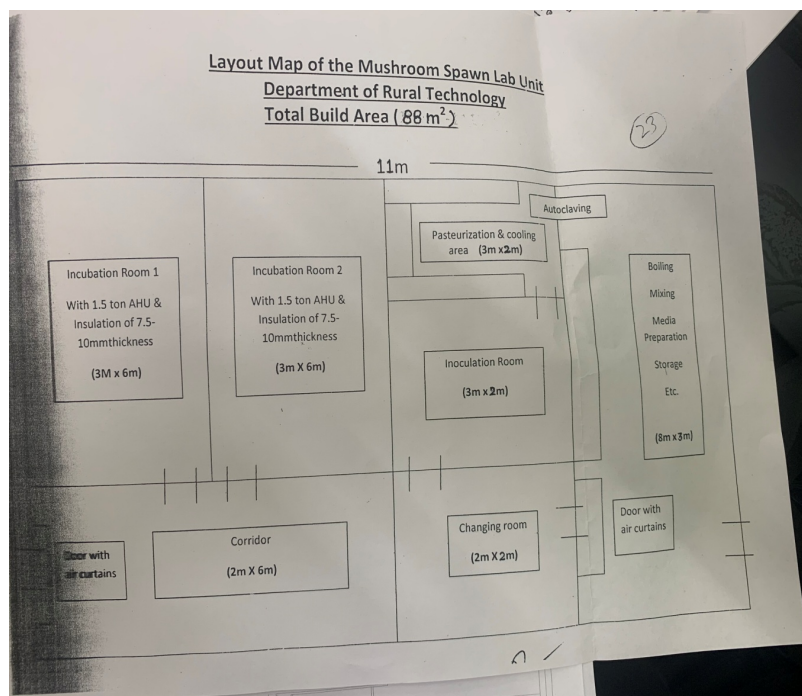 Layout Map of the Mushroom Spawn Lab Unit
Department of Rural Technology
Total Build Area (88 m²)
23
11m
Autoclaving
Pasteurization & cooling
area (3m x2m)
Incubation Room 1
With 1.5 ton AHU &
Insulation of 7.5-
10mmthickness
(3M x 6m)
Incubation Room 2
With 1.5 ton AHU &
Insulation of 7.5-
10mmthickness
(3m X 6m)
Inoculation Room
(3m x2m)
Boiling
Mixing
Media
Preparation
Storage
Etc.
(8m x3m)
Door with
air curtains
Corridor
(2m X 6m)
Changing room
(2m X2m)
Door with
air curtains